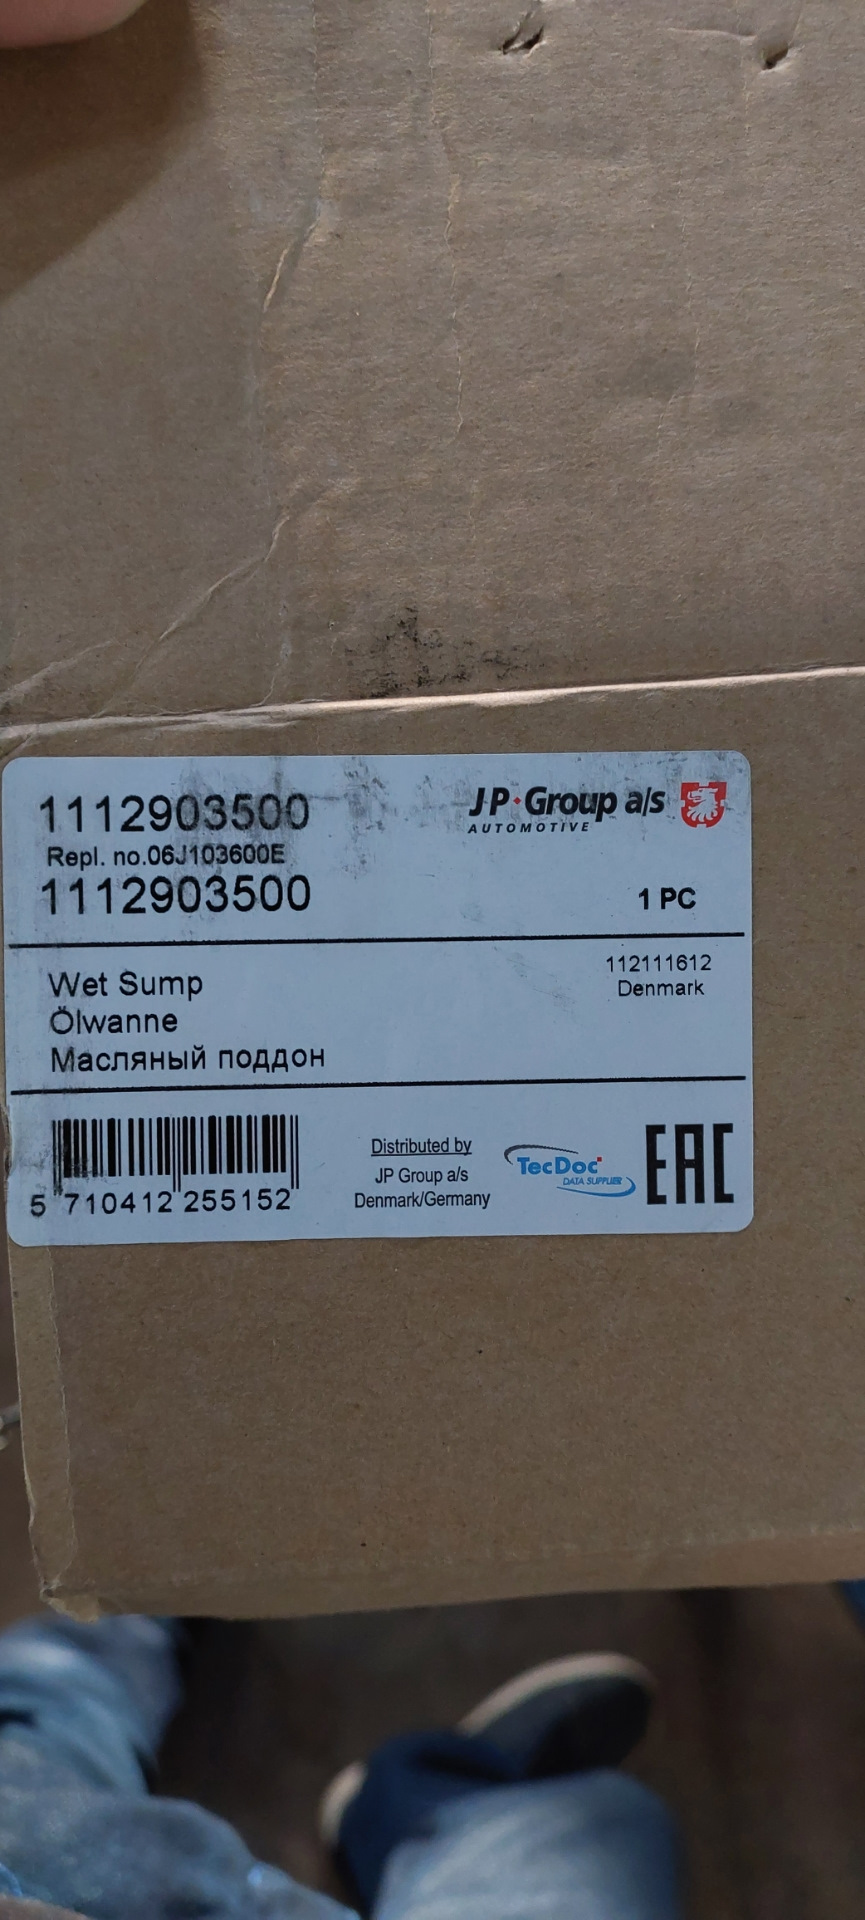 1112903500
JP Group a/s
AUTOMOTIVE
Repl. no.06J103600E
1112903500
1 PC
Wet Sump
112111612
Denmark
Ölwanne
Масляный поддон
5 710412 255152
Distributed by
JP Group a/s
Denmark/Germany
TecDoc
DATA SUPPLIER
EAC